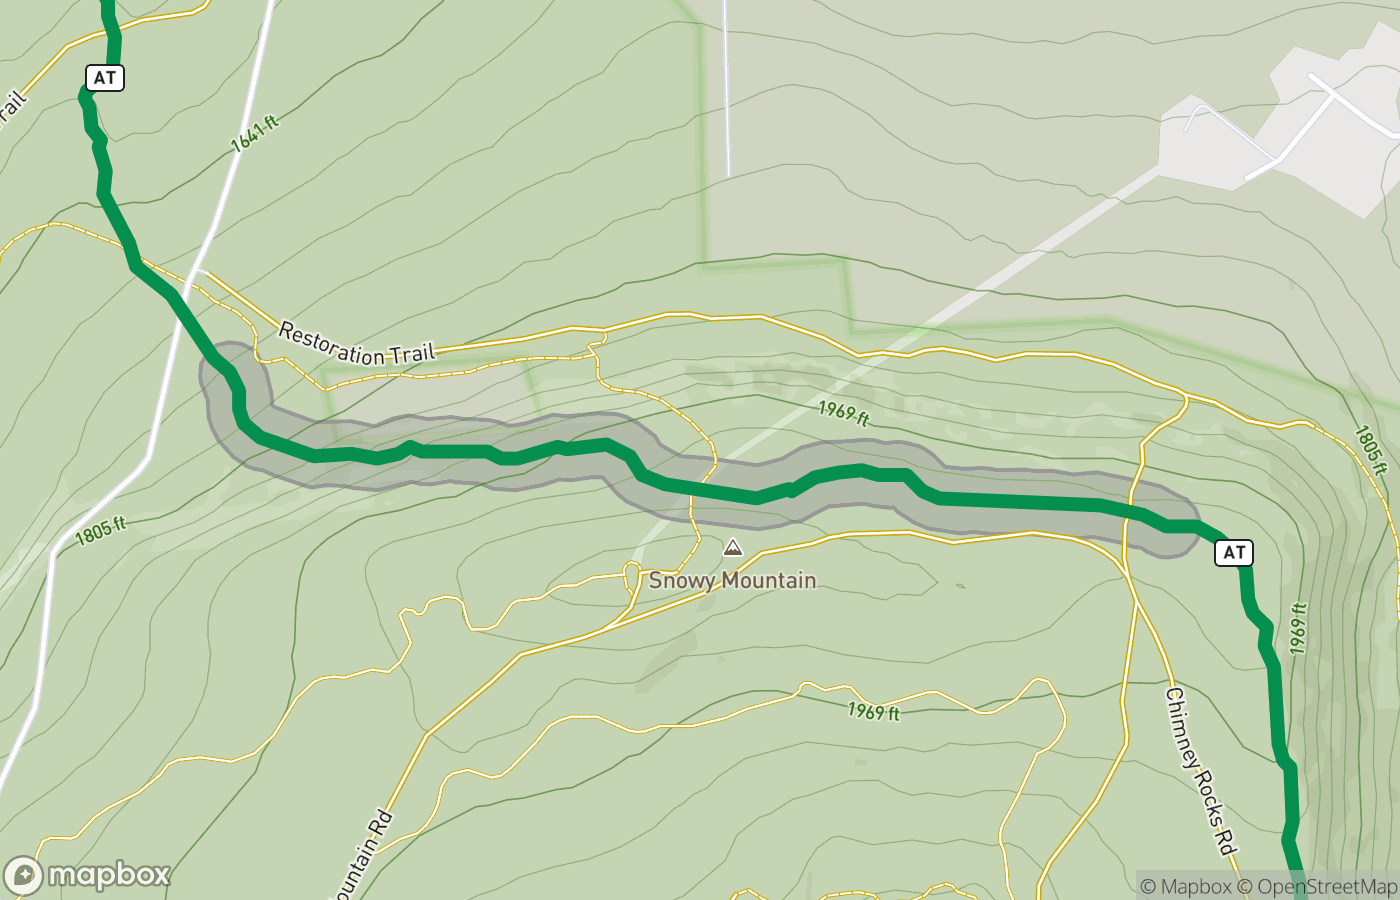 AT
rail
1641 ft
Restoration Trail
1969 ft
1805 ft
1805 ft
AT
Snowy Mountain
1969 ft
1969 ft
Chimney Rocks Rd
ountain Rd
mapbox
© Mapbox © OpenStreetMap